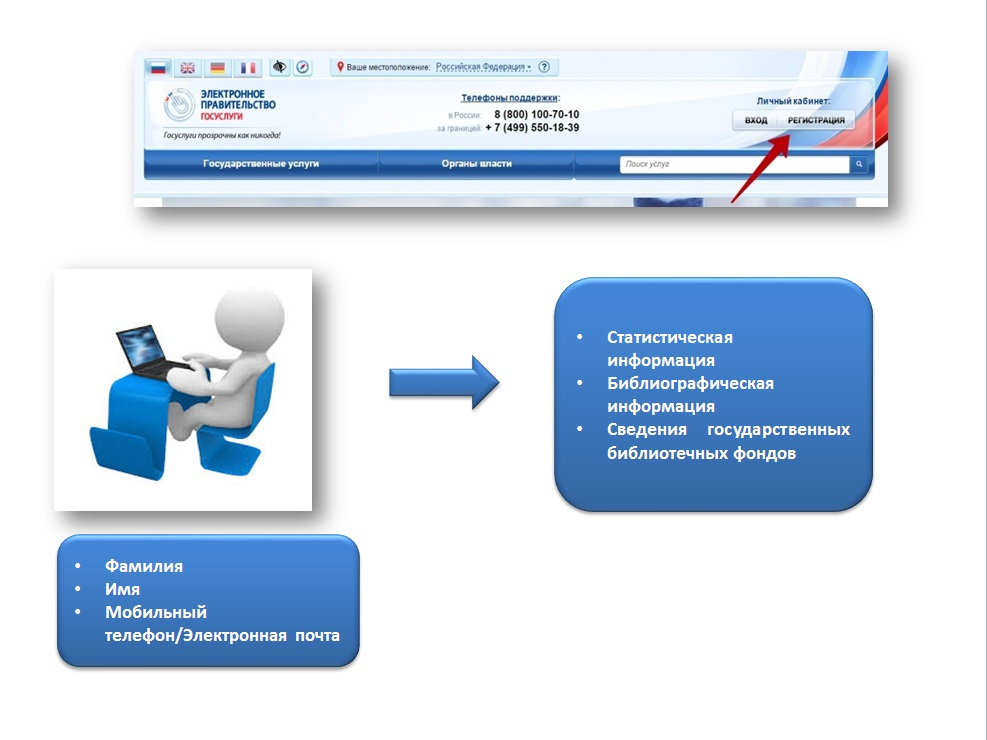 Ваше местоположение: Российская Федерация
ЭЛЕКТРОННОЕ
ПРАВИТЕЛЬСТВО
ГОСУСЛУГИ
Госуслуги прозрачны как никогда!
Телефоны поддержки:
в России: 8 (800) 100-70-10
за границей: + 7 (499) 550-18-39
Личный кабинет:
ВХОД РЕГИСТРАЦИЯ
Государственные услуги
Органы власти
Поиск услуг
• Статистическая
информация
• Библиографическая
информация
• Сведения государственных
библиотечных фондов
• Фамилия
• Имя
• Мобильный
телефон/Электронная почта